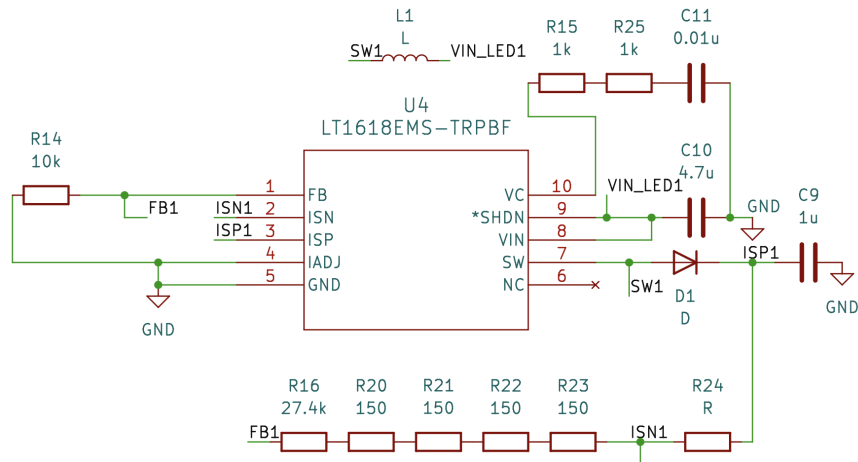 L1
L
SW1
VIN_LED1
R15
1k
R25
1k
C11
0.01u
U4
LT1618EMS-TRPBF
R14
10k
FB1
ISN1
ISP1
1
2
3
4
5
FB
ISN
ISP
IADJ
GND
VC
*SHDN
VIN
SW
NC
10
9
8
7
6
VIN_LED1
C10
4.7u
GND
C9
1u
ISP1
GND
SW1
D1
D
GND
R16
27.4k
R20
150
R21
150
R22
150
R23
150
R24
R
FB1
ISN1